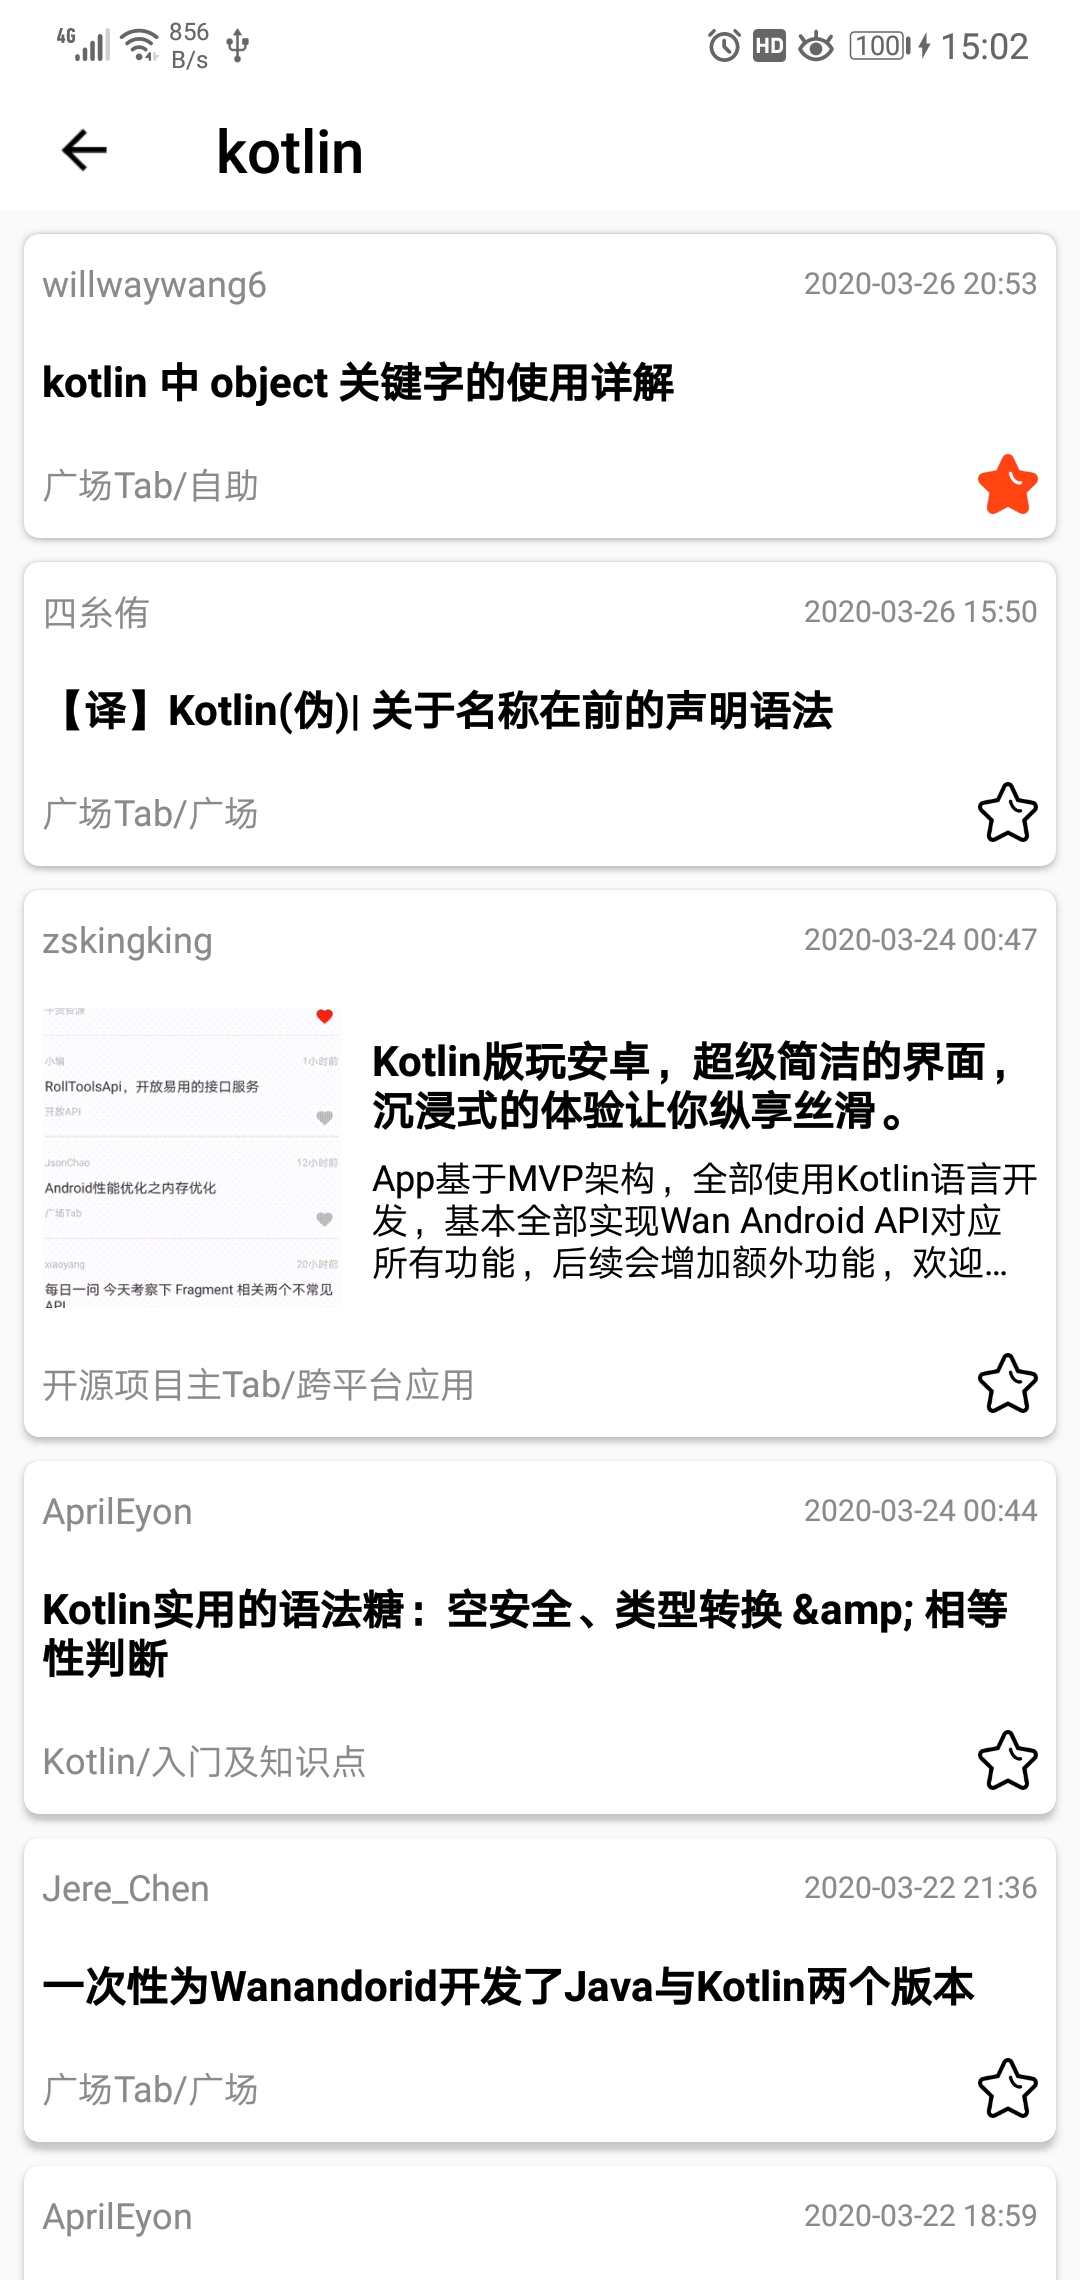 4G 856 B/s HD 100 15:02
kotlin
willwaywang6 2020-03-26 20:53
kotlin 中 object 关键字的使用详解
广场Tab/自助
四糸侑 2020-03-26 15:50
【译】Kotlin(伪)| 关于名称在前的声明语法
广场Tab/广场
zskingking 2020-03-24 00:47
小编 1小时前
RollToolsApi，开放易用的接口服务
开放API
JsonChao 12小时前
Android性能优化之内存优化
广场Tab
xiaoyang 20小时前
每日一问 今天考察下 Fragment 相关两个不常见
API
Kotlin版玩安卓，超级简洁的界面，
沉浸式的体验让你纵享丝滑。
App基于MVP架构，全部使用Kotlin语言开
发，基本全部实现Wan Android API对应
所有功能，后续会增加额外功能，欢迎...
开源项目主Tab/跨平台应用
AprilEyon 2020-03-24 00:44
Kotlin实用的语法糖：空安全、类型转换 &amp;amp; 相等
性判断
Kotlin/入门及知识点
Jere_Chen 2020-03-22 21:36
一次性为Wanandorid开发了Java与Kotlin两个版本
广场Tab/广场
AprilEyon 2020-03-22 18:59